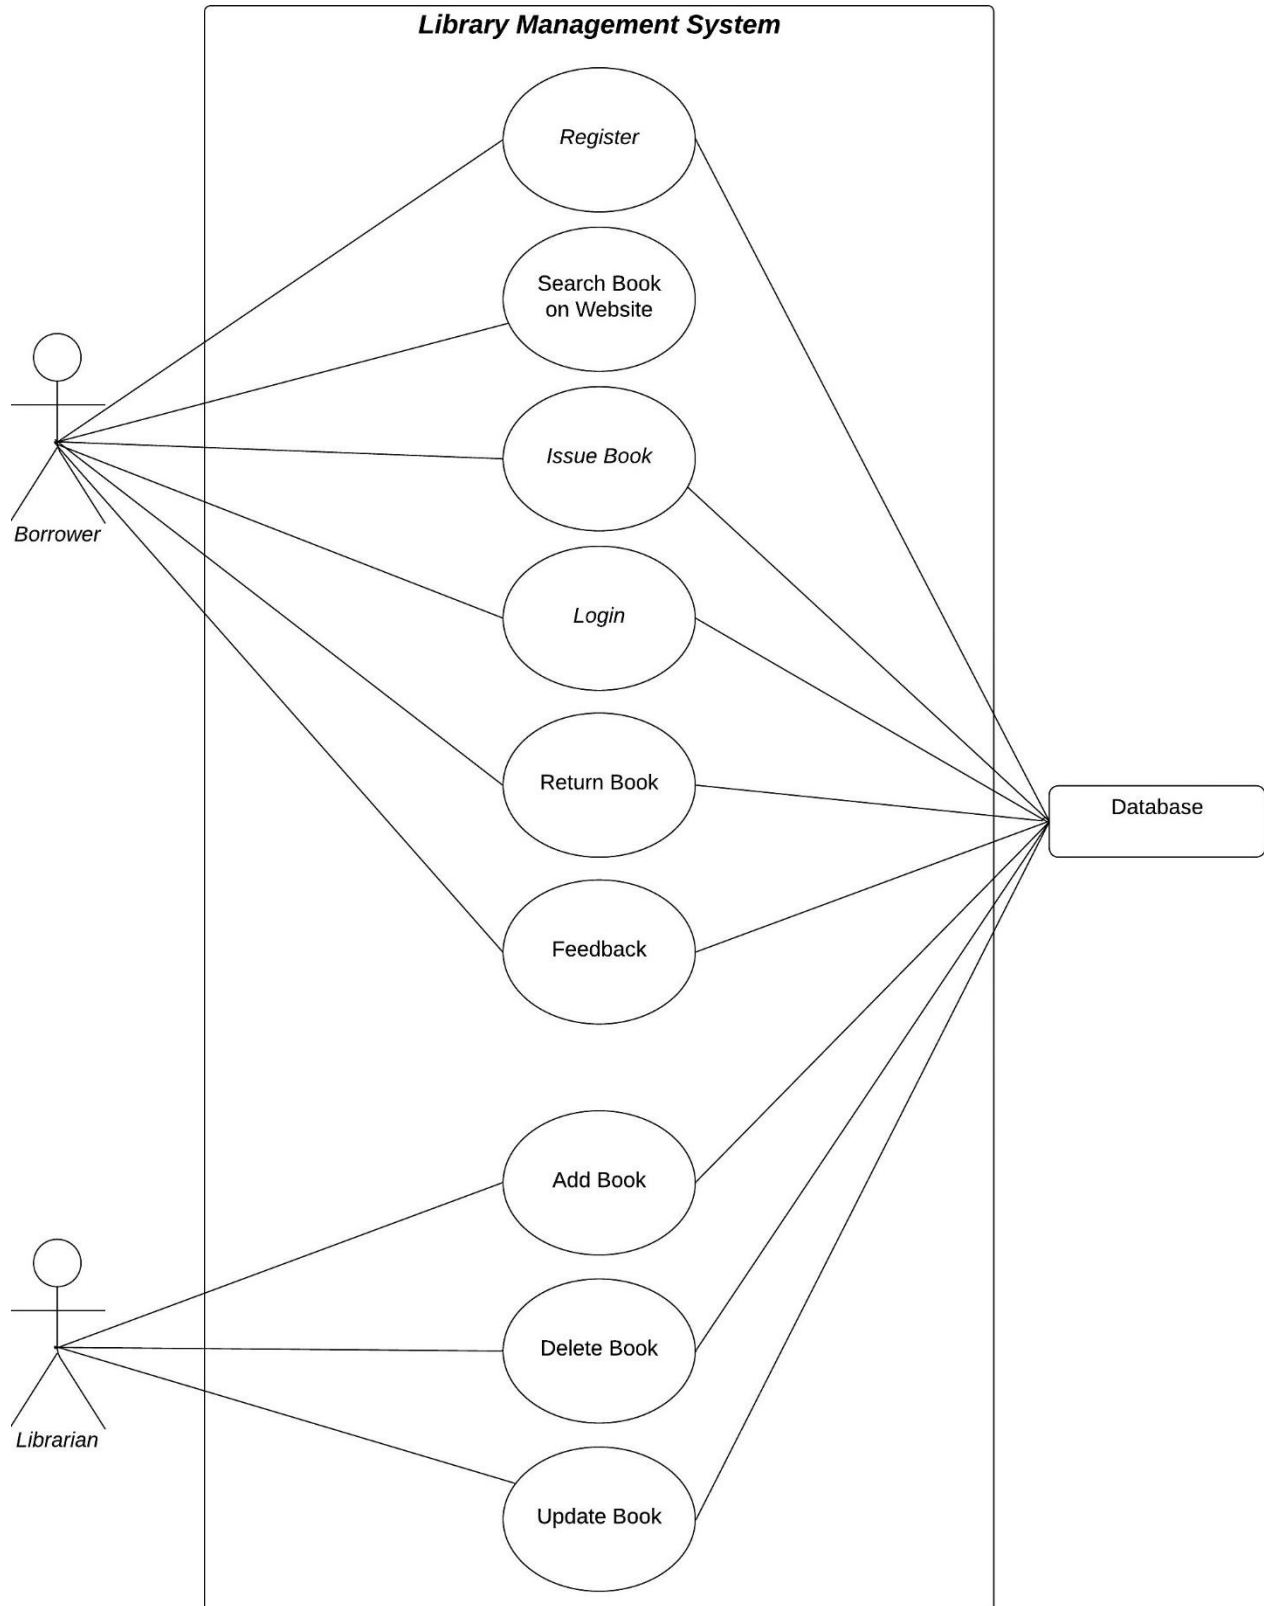 Library Management System
Register
Search Book
on Website
Issue Book
Borrower
Login
Return Book
Database
Feedback
Add Book
Delete Book
Librarian
Update Book